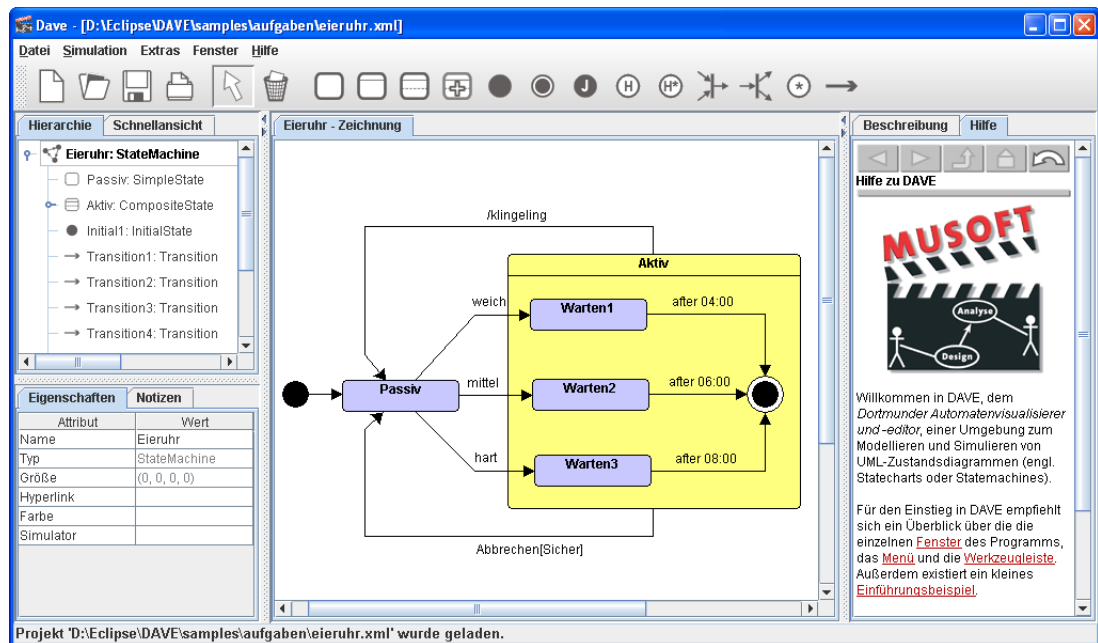 Dave - [D:\Eclipse\DAVE\samples\aufgaben\eieruhr.xml]
Datei Simulation Extras Fenster Hilfe
J H H* *
Hierarchie Schnellansicht
Eieruhr: StateMachine
Passiv: SimpleState
Aktiv: CompositeState
Initial1: InitialState
Transition1: Transition
Transition2: Transition
Transition3: Transition
Transition4: Transition
Eigenschaften Notizen
Attribut Wert
Name Eieruhr
Typ StateMachine
Größe (0, 0, 0, 0)
Hyperlink
Farbe
Simulator
Eieruhr - Zeichnung
/klingeling
Aktiv
weich
Warten1
after 04:00
Passiv
mittel
Warten2
after 06:00
hart
Warten3
after 08:00
Abbrechen[Sicher]
Beschreibung Hilfe
Hilfe zu DAVE
MUSOFT
Analyse
Design
Willkommen in DAVE, dem
Dortmunder Automatenvisualisierer
und -editor, einer Umgebung zum
Modellieren und Simulieren von
UML-Zustandsdiagrammen (engl.
Statecharts oder Statemachines).
Für den Einstieg in DAVE empfiehlt
sich ein Überblick über die die
einzelnen Fenster des Programms,
das Menü und die Werkzeugleiste.
Außerdem existiert ein kleines
Einführungsbeispiel.
Projekt 'D:\Eclipse\DAVE\samples\aufgaben\eieruhr.xml' wurde geladen.